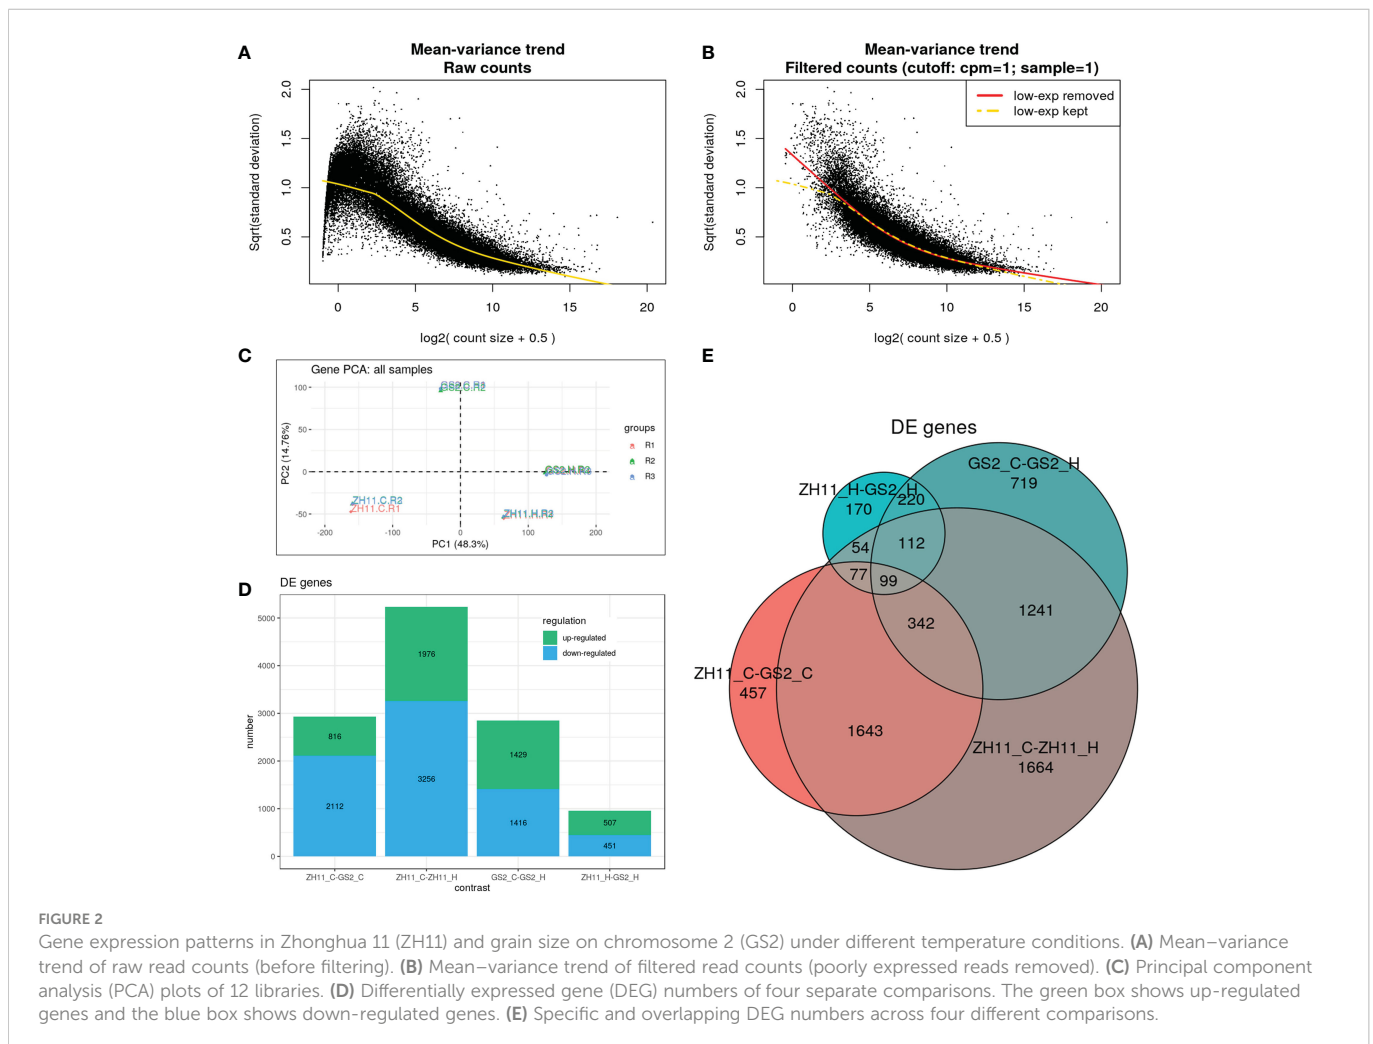 A
Mean-variance trend
Raw counts
2.0
1.5
1.0
0.5
Sqrt(standard deviation)
0 5 10 15 20
log2( count size + 0.5 )
B
Mean-variance trend
Filtered counts (cutoff: cpm=1; sample=1)
low-exp removed
low-exp kept
2.0
1.5
1.0
0.5
Sqrt(standard deviation)
0 5 10 15 20
log2( count size + 0.5 )
C
Gene PCA: all samples
100
50
0
-50
PC2 (14.76%)
GS2.C.R2
GS2.H.R3
ZH11.C.R2
ZH11.C.R1
ZH11.H.R3
-200 -100 0 100 200
PC1 (48.3%)
groups
R1
R2
R3
D
DE genes
5000
4000
3000
2000
1000
0
number
regulation
up-regulated
down-regulated
816
2112
1976
3256
1429
1416
507
451
ZH11_C-GS2_C ZH11_C-ZH11_H GS2_C-GS2_H ZH11_H-GS2_H
contrast
E
DE genes
GS2_C-GS2_H
719
ZH11_H-GS2_H
170
220
54
112
77
99
342
1241
ZH11_C-GS2_C
457
1643
ZH11_C-ZH11_H
1664
FIGURE 2
Gene expression patterns in Zhonghua 11 (ZH11) and grain size on chromosome 2 (GS2) under different temperature conditions. (A) Mean–variance
trend of raw read counts (before filtering). (B) Mean–variance trend of filtered read counts (poorly expressed reads removed). (C) Principal component
analysis (PCA) plots of 12 libraries. (D) Differentially expressed gene (DEG) numbers of four separate comparisons. The green box shows up-regulated
genes and the blue box shows down-regulated genes. (E) Specific and overlapping DEG numbers across four different comparisons.